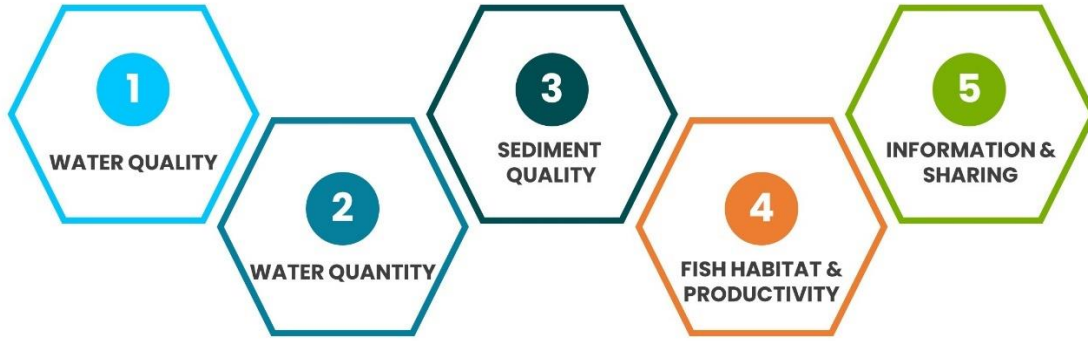 1
WATER QUALITY
2
WATER QUANTITY
3
SEDIMENT
QUALITY
4
FISH HABITAT &
PRODUCTIVITY
5
INFORMATION &
SHARING